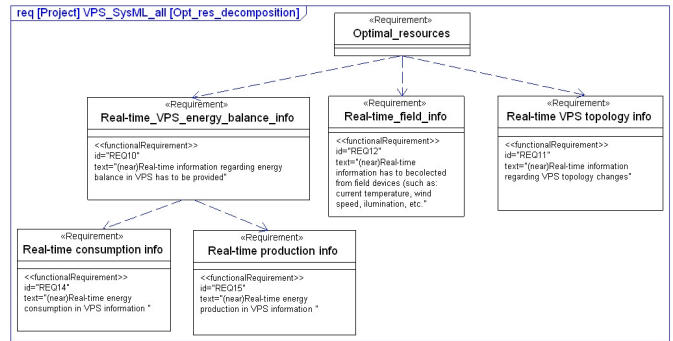 req [Project] VPS_SysML_all [Opt_res_decomposition]
«Requirement»
Optimal_resources
«Requirement»
Real-time_VPS_energy_balance_info
<<functionalRequirement>>
id="REQ10"
text="(near)Real-time information regarding energy
balance in VPS has to be provided"
«Requirement»
Real-time_field_info
<<functionalRequirement>>
id="REQ12"
text="(near)Real-time
information has to becolected
from field devices (such as:
current temperature, wind
speed, ilumination, etc."
«Requirement»
Real-time VPS topology info
<<functionalRequirement>>
id="REQ11"
text="(near)Real-time information
regarding VPS topology changes"
«Requirement»
Real-time consumption info
<<functionalRequirement>>
id="REQ14"
text="(near)Real-time energy
consumption in VPS information "
«Requirement»
Real-time production info
<<functionalRequirement>>
id="REQ15"
text="(near)Real-time energy
production in VPS information "